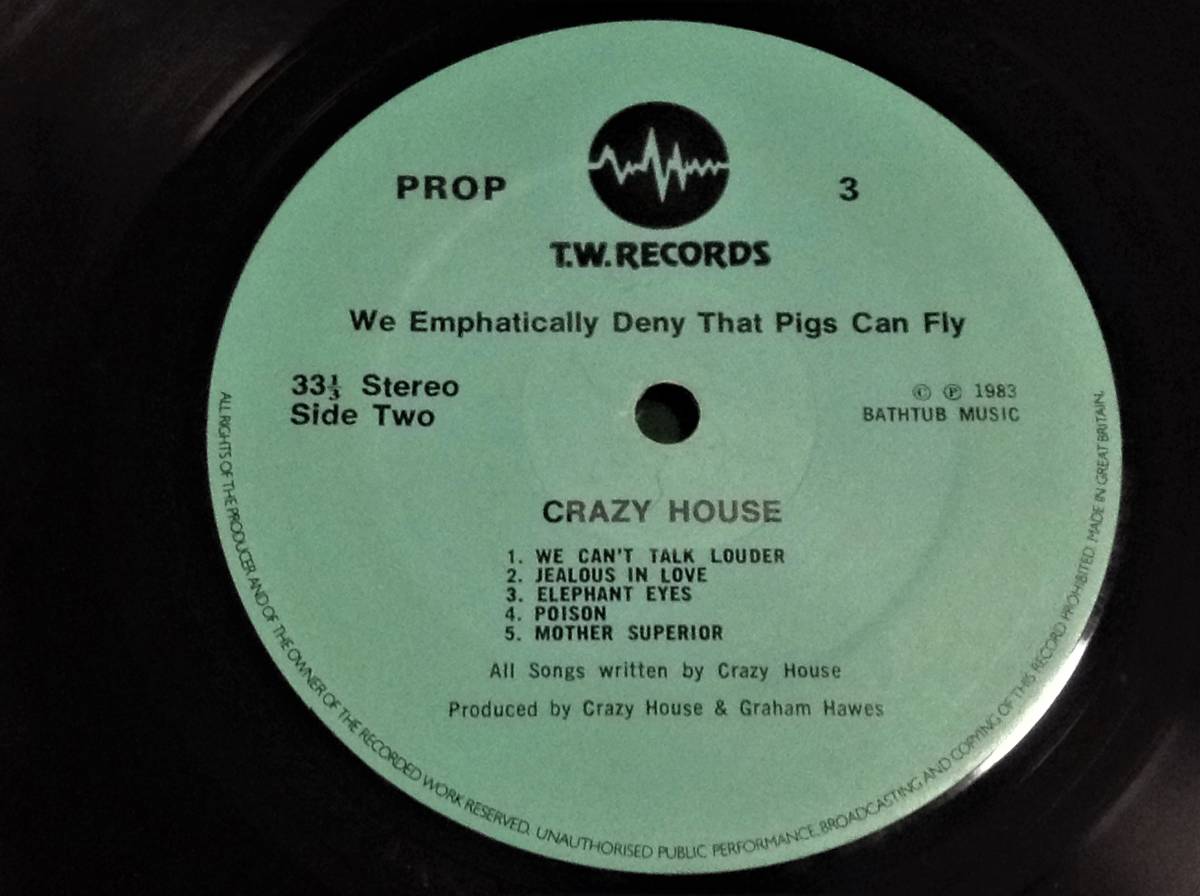 PROP 3
T.W.RECORDS
We Emphatically Deny That Pigs Can Fly
33⅓ Stereo
Side Two
© ℗ 1983
BATHTUB MUSIC
CRAZY HOUSE
1. WE CAN'T TALK LOUDER
2. JEALOUS IN LOVE
3. ELEPHANT EYES
4. POISON
5. MOTHER SUPERIOR
All Songs written by Crazy House
Produced by Crazy House & Graham Hawes
ALL RIGHTS OF THE PRODUCER AND OF THE OWNER OF THE RECORDED WORK RESERVED. UNAUTHORISED PUBLIC PERFORMANCE, BROADCASTING AND COPYING OF THIS RECORD PROHIBITED. MADE IN GREAT BRITAIN.